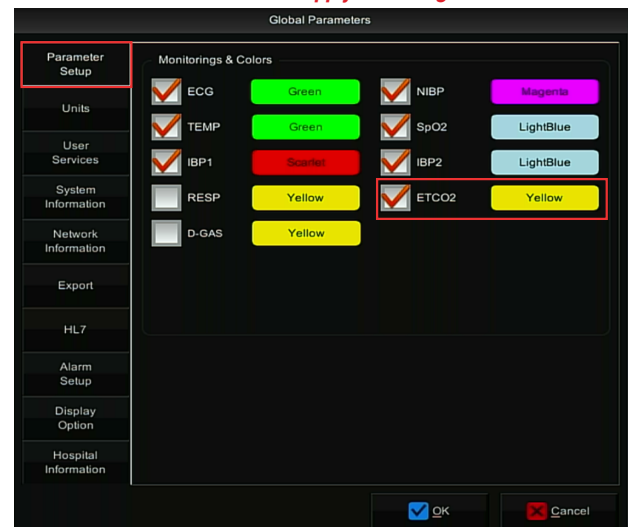 Global Parameters
Parameter
Setup
Units
User
Services
System
Information
Network
Information
Export
HL7
Alarm
Setup
Display
Option
Hospital
Information
Monitorings & Colors
ECG Green NIBP Magenta
TEMP Green SpO2 LightBlue
IBP1 Scarlet IBP2 LightBlue
RESP Yellow ETCO2 Yellow
D-GAS Yellow
OK Cancel